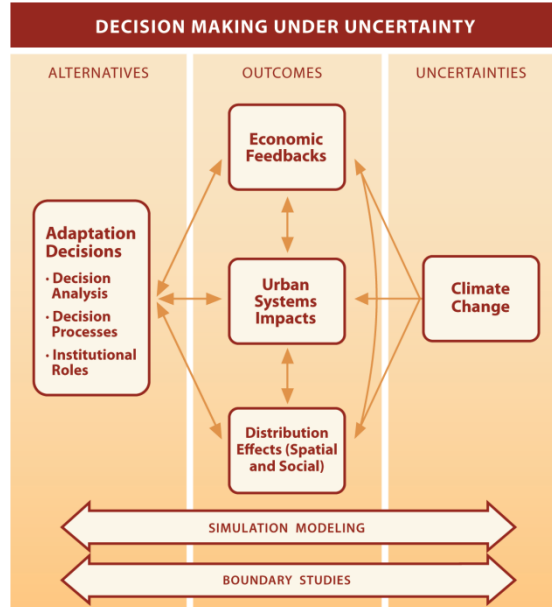 DECISION MAKING UNDER UNCERTAINTY
ALTERNATIVES
OUTCOMES
UNCERTAINTIES
Economic
Feedbacks
Adaptation
Decisions
· Decision
Analysis
· Decision
Processes
· Institutional
Roles
Urban
Systems
Impacts
Climate
Change
Distribution
Effects (Spatial
and Social)
SIMULATION MODELING
BOUNDARY STUDIES